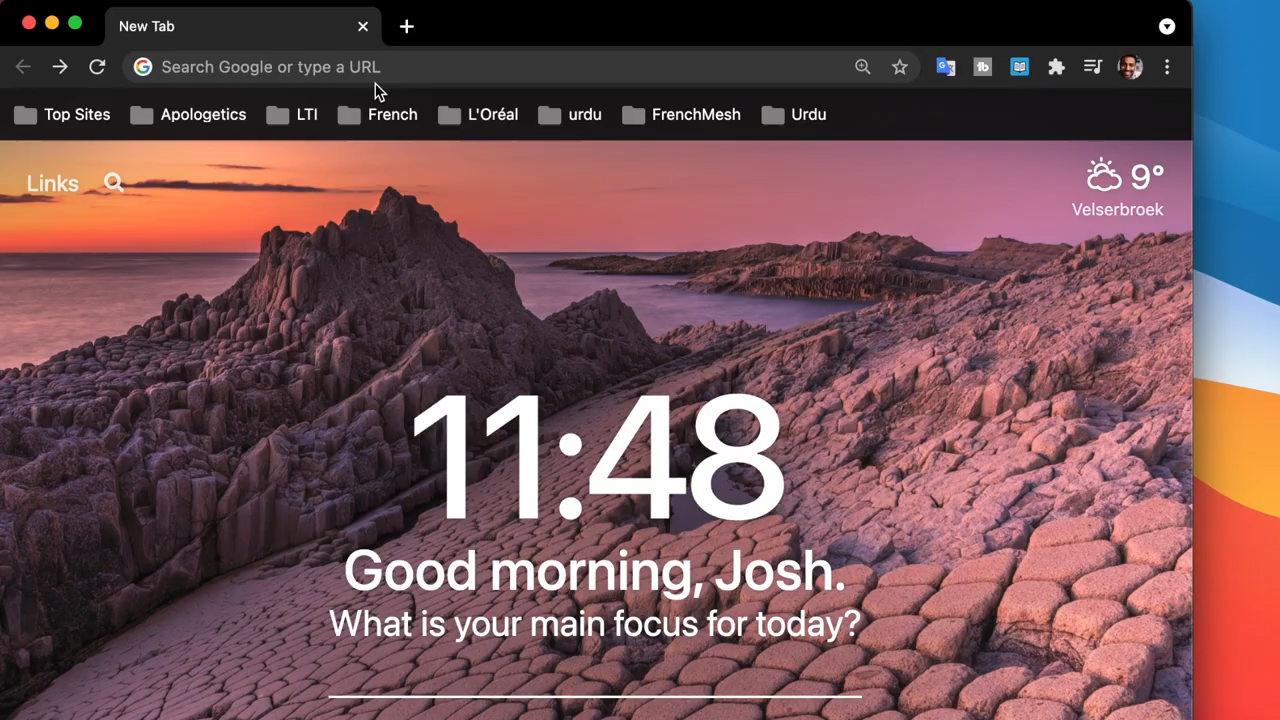 New Tab
Search Google or type a URL
Top Sites Apologetics LTI French L'Oréal urdu FrenchMesh Urdu
Links
9°
Velserbroek
11:48
Good morning, Josh.
What is your main focus for today?